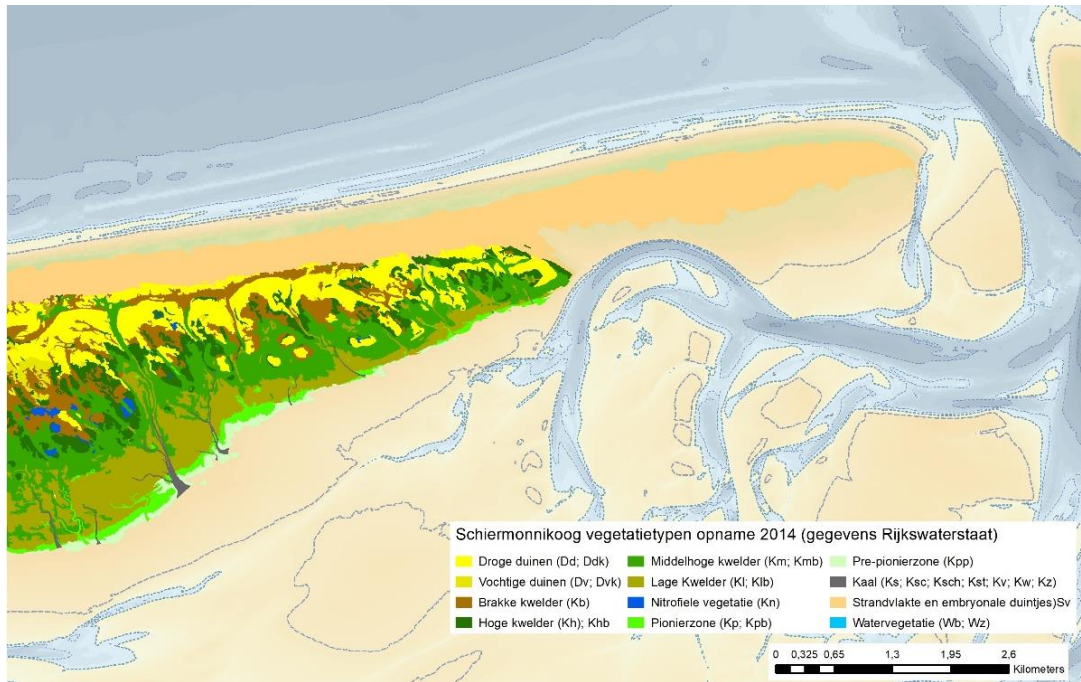 Schiermonnikoog vegetatietypen opname 2014 (gegevens Rijkswaterstaat)
Droge duinen (Dd; Ddk)
Vochtige duinen (Dv; Dvk)
Brakke kwelder (Kb)
Hoge kwelder (Kh); Khb
Middelhoge kwelder (Km; Kmb)
Lage Kwelder (Kl; Klb)
Nitrofiele vegetatie (Kn)
Pionierzone (Kp; Kpb)
Pre-pionierzone (Kpp)
Kaal (Ks; Ksc; Ksch; Kst; Kv; Kw; Kz)
Strandvlakte en embryonale duintjes)Sv
Watervegetatie (Wb; Wz)
0 0,325 0,65 1,3 1,95 2,6
Kilometers